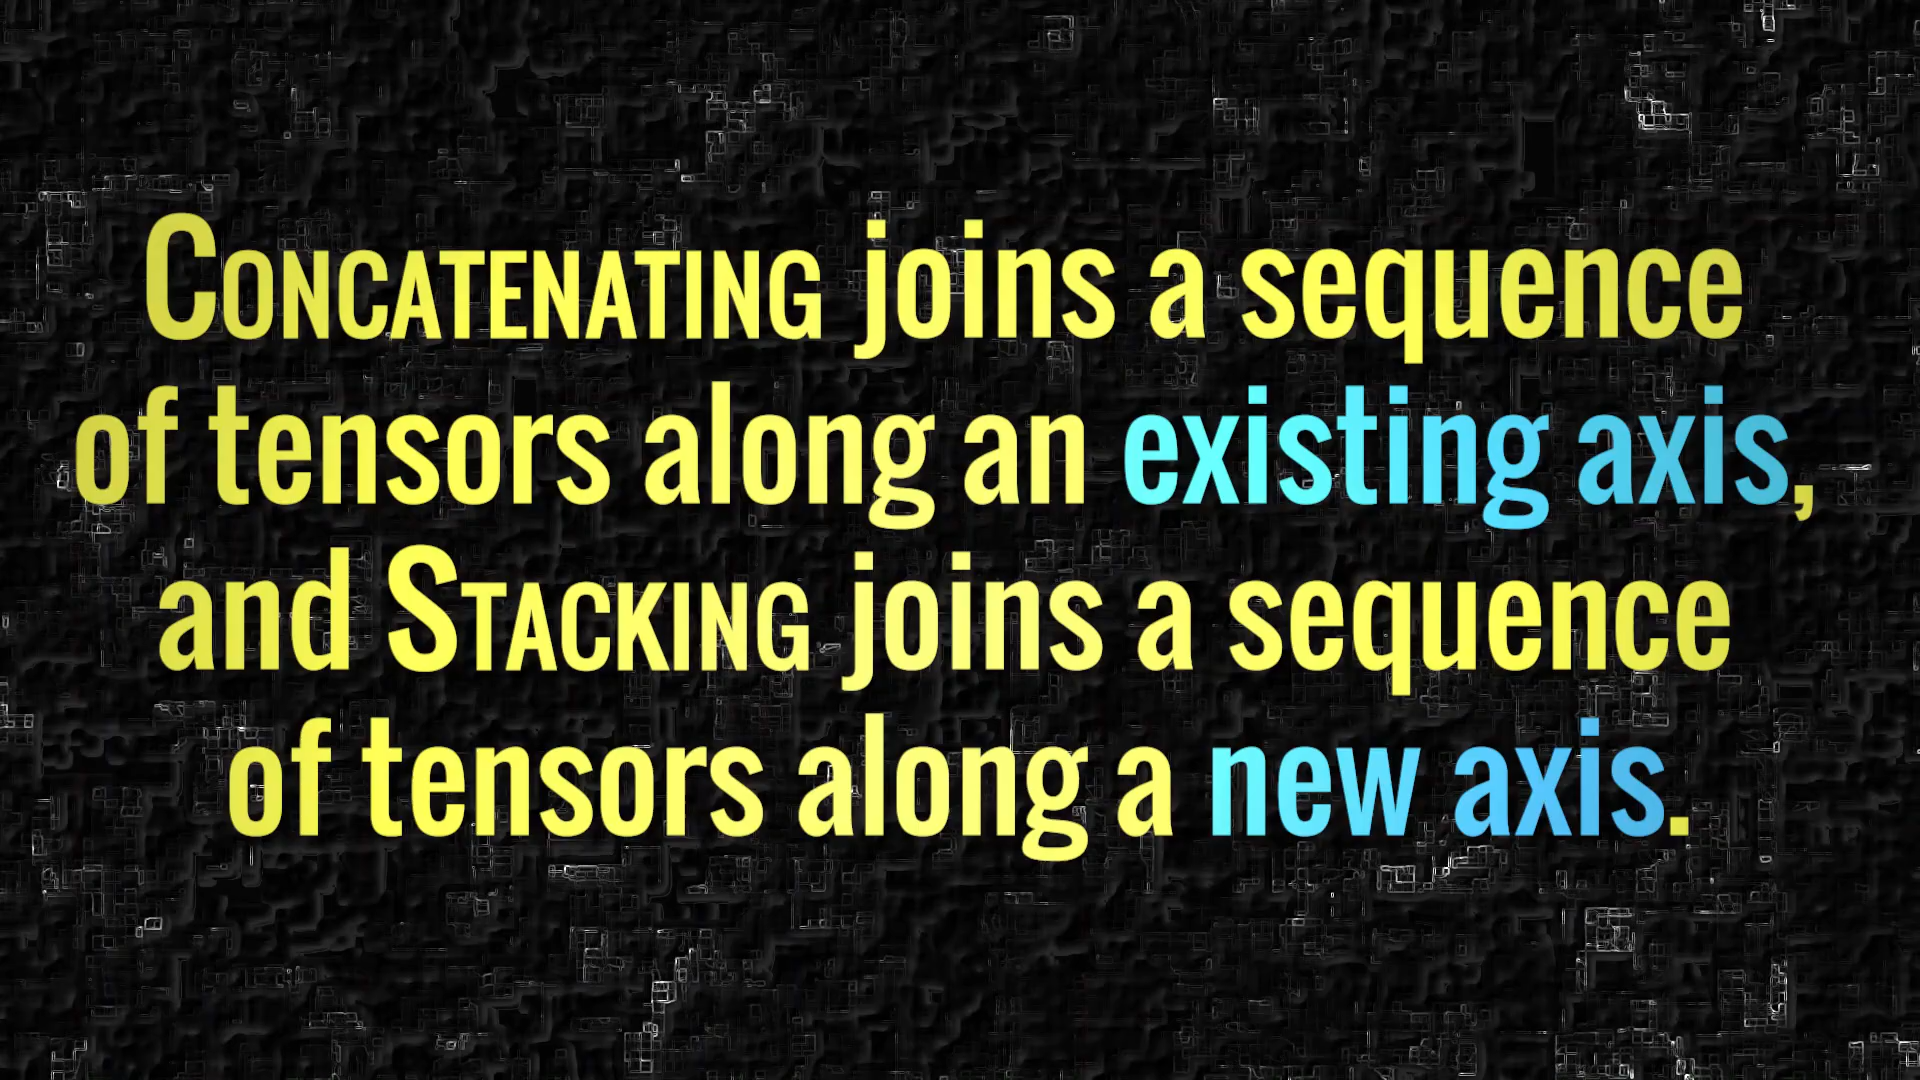 Concatenating joins a sequence
of tensors along an existing axis,
and Stacking joins a sequence
of tensors along a new axis.